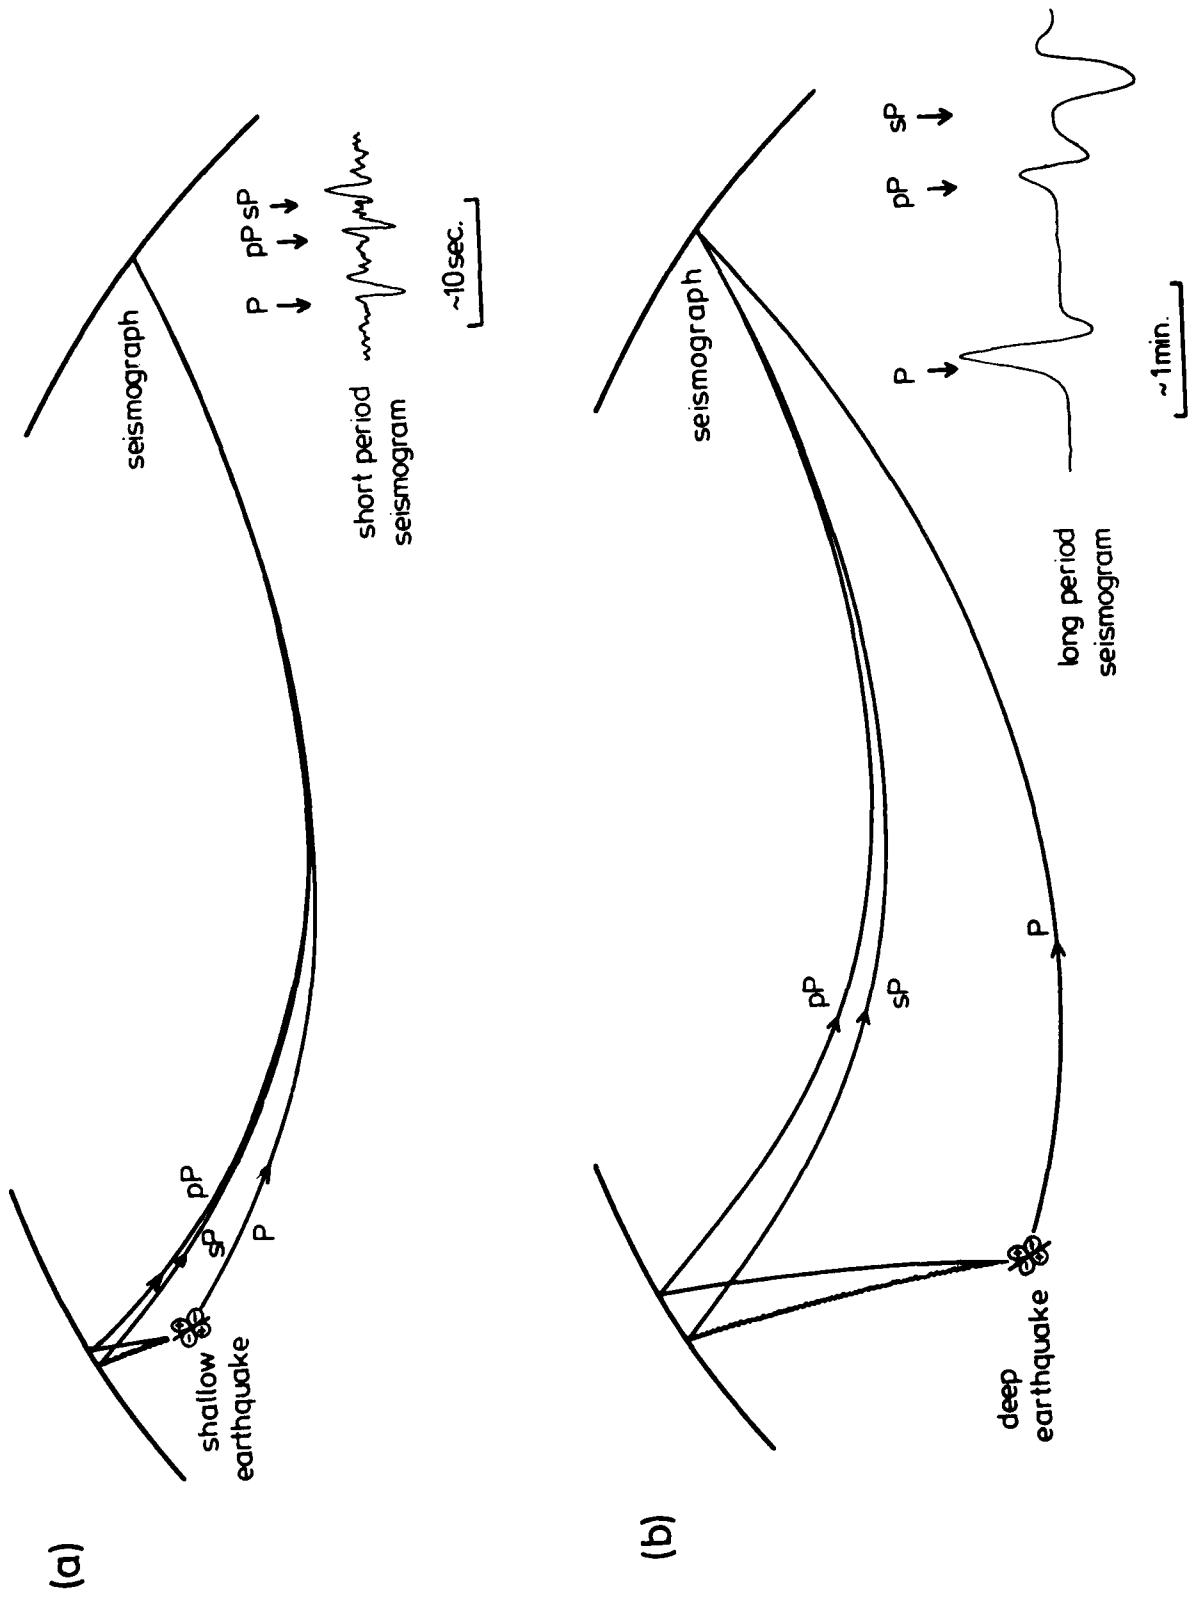 (a)
shallow
earthquake
sP
pP
P
seismograph
short period
seismogram
P
pP
sP
~10sec.
(b)
deep
earthquake
pP
sP
P
seismograph
long period
seismogram
P
pP
sP
~1min.